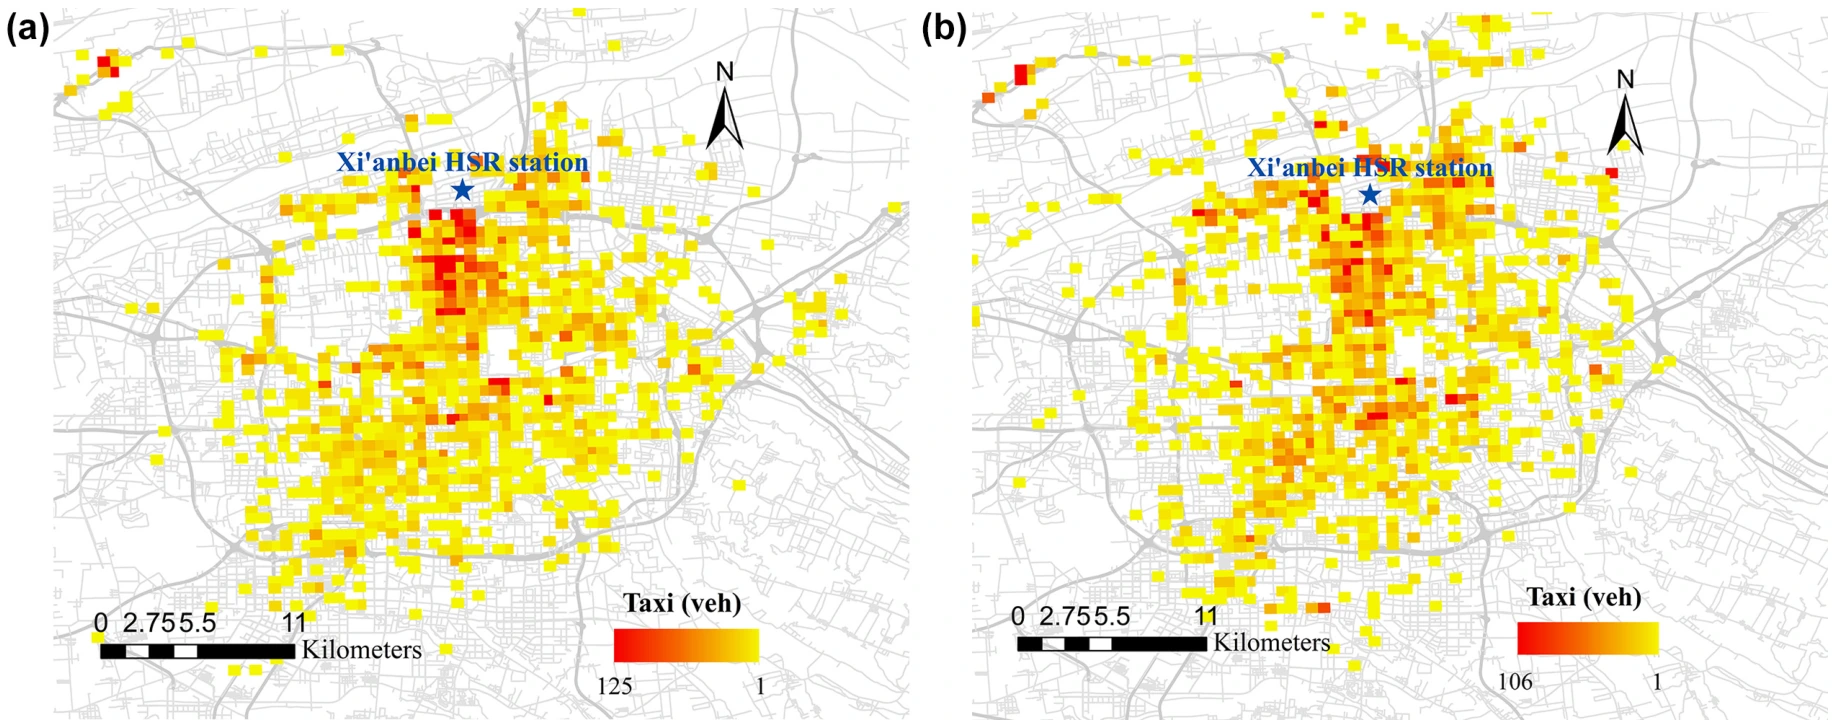 (a)
N
Xi'anbei HSR station
Taxi (veh)
0 2.75 5.5 11
Kilometers
125 1
(b)
N
Xi'anbei HSR station
Taxi (veh)
0 2.75 5.5 11
Kilometers
106 1